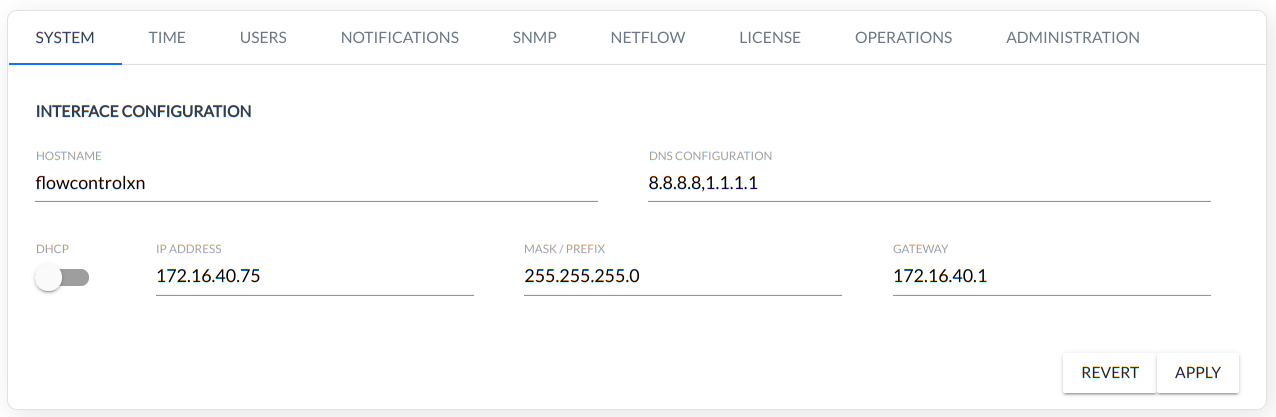 SYSTEM TIME USERS NOTIFICATIONS SNMP NETFLOW LICENSE OPERATIONS ADMINISTRATION
INTERFACE CONFIGURATION
HOSTNAME DNS CONFIGURATION
flowcontrolxn 8.8.8.8,1.1.1.1
DHCP IP ADDRESS MASK / PREFIX GATEWAY
172.16.40.75 255.255.255.0 172.16.40.1
REVERT APPLY